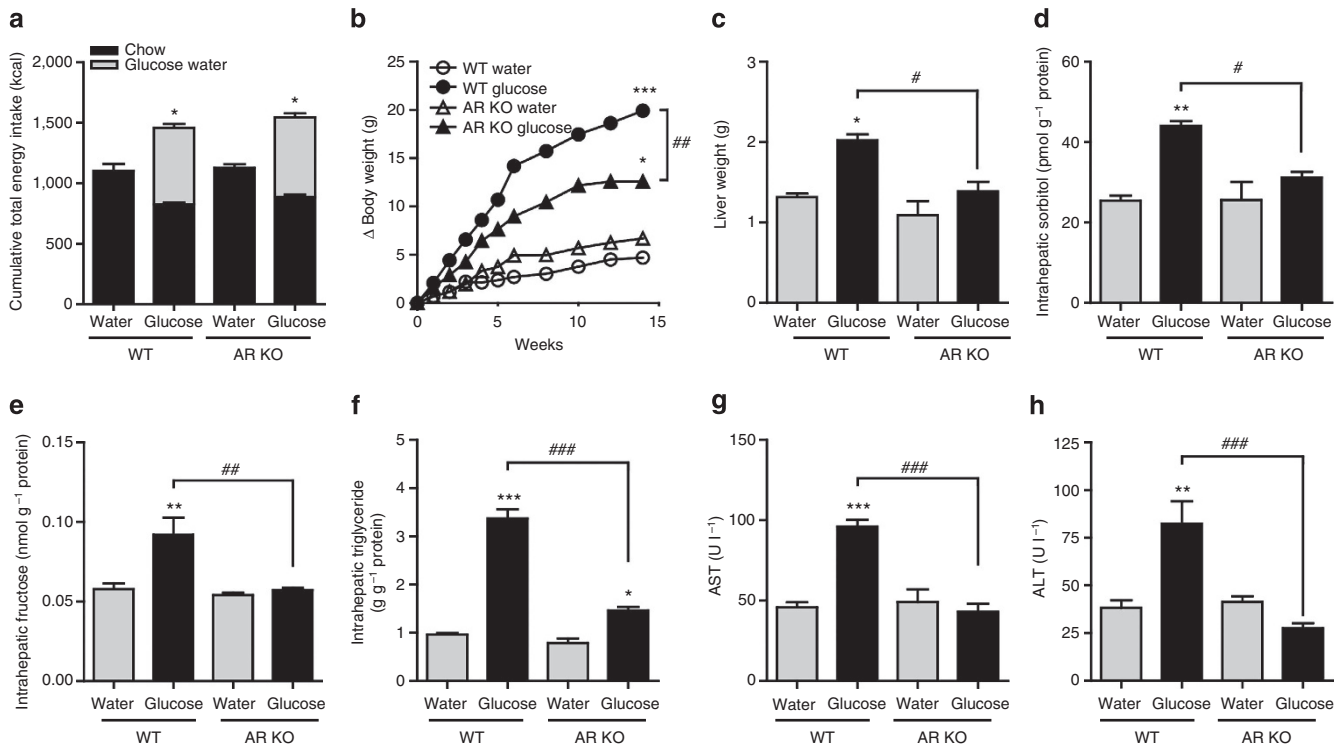 a
Chow
Glucose water
Cumulative total energy intake (kcal)
2,000
1,500
1,000
500
0
*
*
Water Glucose Water Glucose
WT AR KO
b
WT water
WT glucose
AR KO water
AR KO glucose
Δ Body weight (g)
25
20
15
10
5
0
***
##
*
0 5 10 15
Weeks
c
Liver weight (g)
3
2
1
0
#
*
Water Glucose Water Glucose
WT AR KO
d
Intrahepatic sorbitol (pmol g⁻¹ protein)
60
40
20
0
#
**
Water Glucose Water Glucose
WT AR KO
e
Intrahepatic fructose (nmol g⁻¹ protein)
0.15
0.10
0.05
0.00
##
**
Water Glucose Water Glucose
WT AR KO
f
Intrahepatic triglyceride
(g g⁻¹ protein)
5
4
3
2
1
0
###
***
*
Water Glucose Water Glucose
WT AR KO
g
AST (U l⁻¹)
150
100
50
0
###
***
Water Glucose Water Glucose
WT AR KO
h
ALT (U l⁻¹)
125
100
75
50
25
0
###
**
Water Glucose Water Glucose
WT AR KO